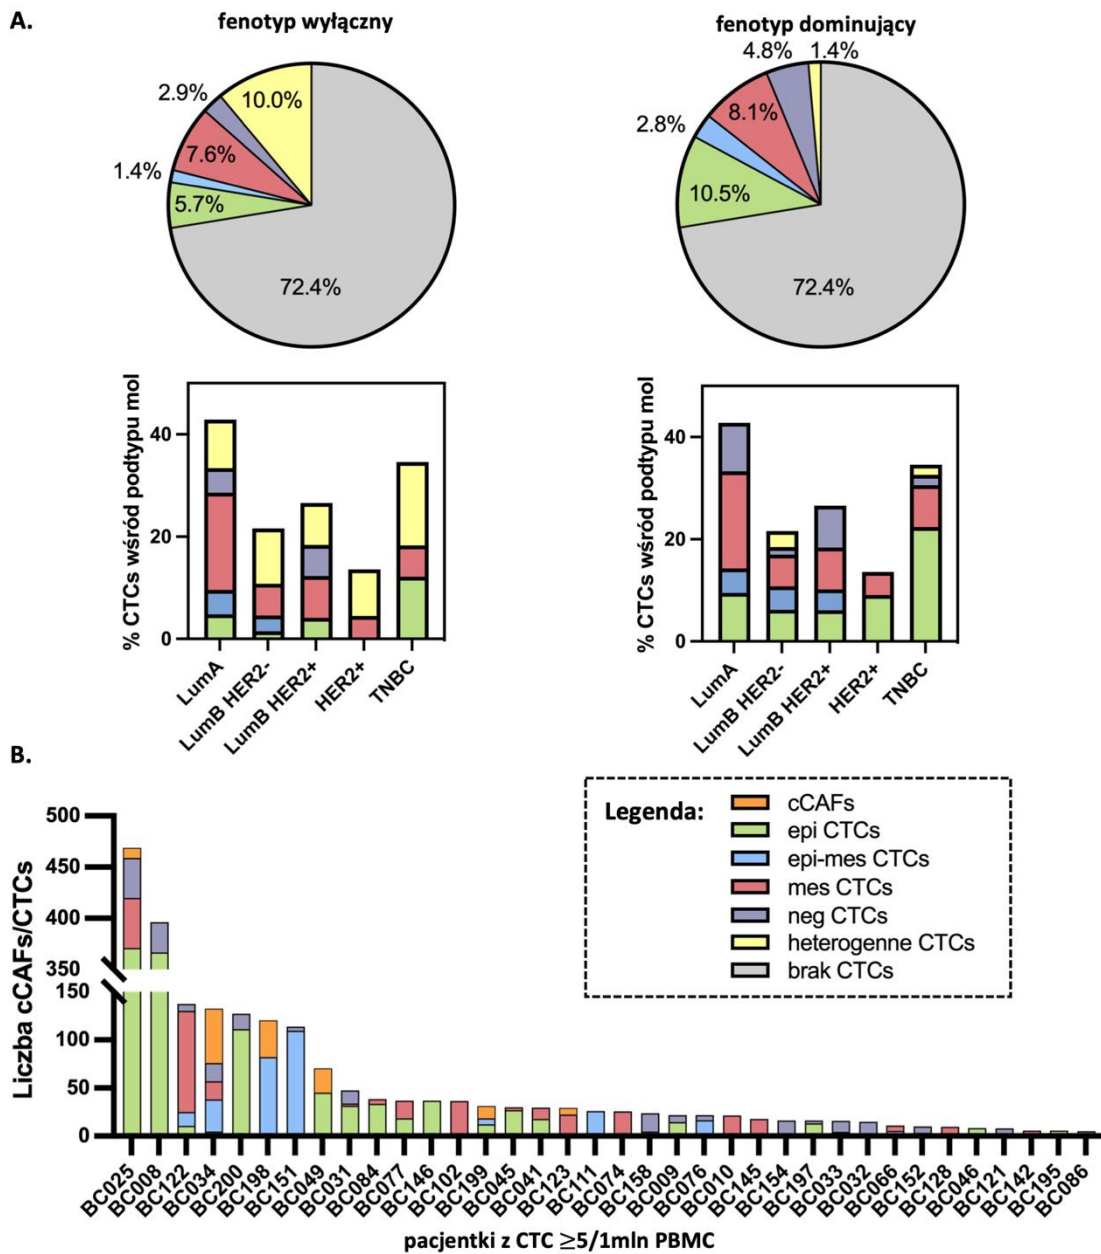 A.
fenotyp wyłączny
fenotyp dominujący
2.9%
10.0%
7.6%
1.4%
5.7%
72.4%
4.8%
1.4%
8.1%
2.8%
10.5%
72.4%
% CTCs wśród podtypu mol
40
20
0
LumA
LumB HER2-
LumB HER2+
HER2+
TNBC
% CTCs wśród podtypu mol
40
20
0
LumA
LumB HER2-
LumB HER2+
HER2+
TNBC
B.
Legenda:
cCAFs
epi CTCs
epi-mes CTCs
mes CTCs
neg CTCs
heterogenne CTCs
brak CTCs
Liczba cCAFs/CTCs
500
450
400
350
150
100
50
0
BC025
BC008
BC122
BC034
BC200
BC198
BC151
BC049
BC031
BC084
BC077
BC146
BC102
BC199
BC045
BC041
BC123
BC111
BC074
BC158
BC009
BC076
BC010
BC145
BC154
BC197
BC033
BC032
BC066
BC152
BC128
BC046
BC121
BC142
BC195
BC086
pacjentki z CTC ≥5/1mln PBMC